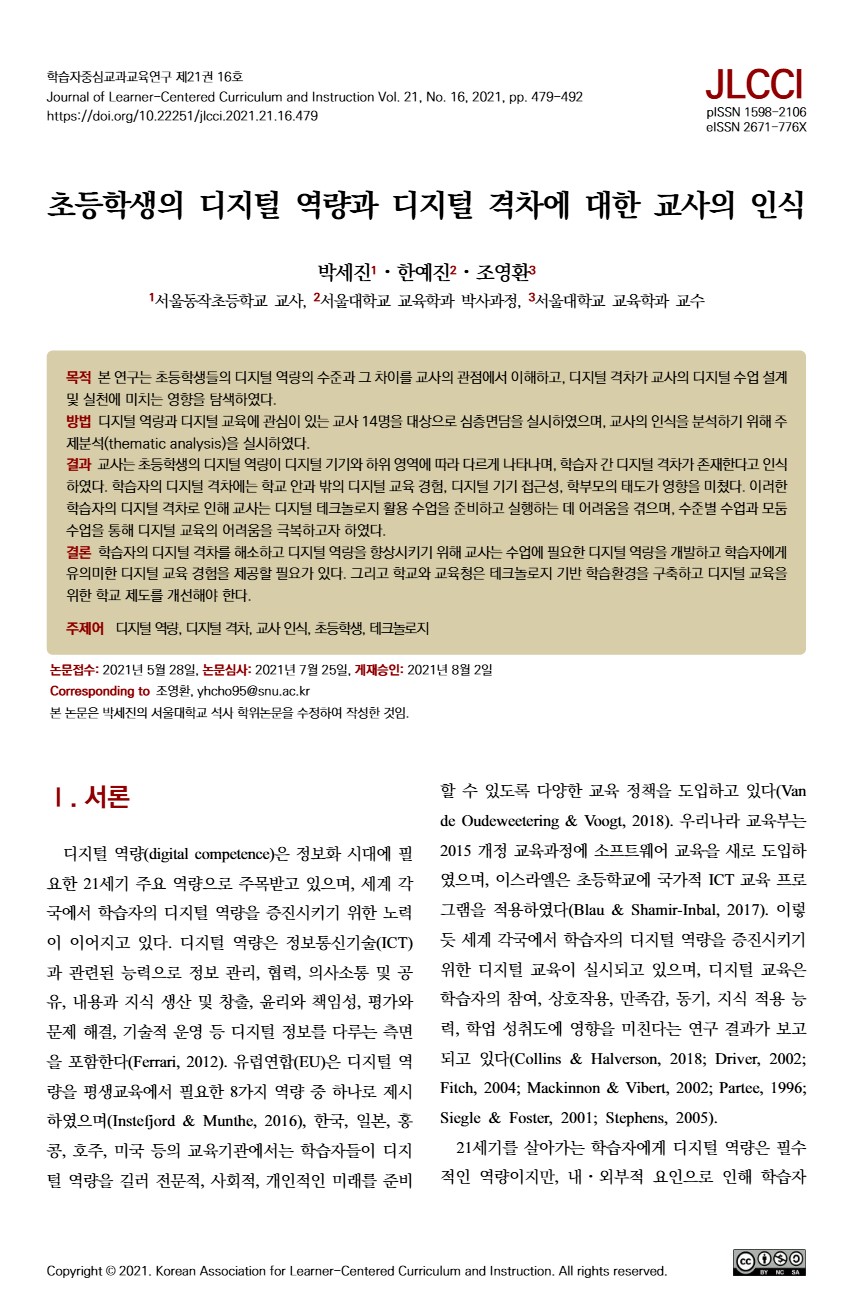 학습자중심교과교육연구 제21권 16호
Journal of Learner-Centered Curriculum and Instruction Vol. 21, No. 16, 2021, pp. 479-492
https://doi.org/10.22251/jlcci.2021.21.16.479
JLCCI
pISSN 1598-2106
eISSN 2671-776X
초등학생의 디지털 역량과 디지털 격차에 대한 교사의 인식
박세진1・한예진2・조영환3
1서울동작초등학교 교사, 2서울대학교 교육학과 박사과정, 3서울대학교 교육학과 교수
목적 본 연구는 초등학생들의 디지털 역량의 수준과 그 차이를 교사의 관점에서 이해하고, 디지털 격차가 교사의 디지털 수업 설계
및 실천에 미치는 영향을 탐색하였다.
방법 디지털 역량과 디지털 교육에 관심이 있는 교사 14명을 대상으로 심층면담을 실시하였으며, 교사의 인식을 분석하기 위해 주
제분석(thematic analysis)을 실시하였다.
결과 교사는 초등학생의 디지털 역량이 디지털 기기와 하위 영역에 따라 다르게 나타나며, 학습자 간 디지털 격차가 존재한다고 인식
하였다. 학습자의 디지털 격차에는 학교 안과 밖의 디지털 교육 경험, 디지털 기기 접근성, 학부모의 태도가 영향을 미쳤다. 이러한
학습자의 디지털 격차로 인해 교사는 디지털 테크놀로지 활용 수업을 준비하고 실행하는 데 어려움을 겪으며, 수준별 수업과 모둠
수업을 통해 디지털 교육의 어려움을 극복하고자 하였다.
결론 학습자의 디지털 격차를 해소하고 디지털 역량을 향상시키기 위해 교사는 수업에 필요한 디지털 역량을 개발하고 학습자에게
유의미한 디지털 교육 경험을 제공할 필요가 있다. 그리고 학교와 교육청은 테크놀로지 기반 학습환경을 구축하고 디지털 교육을
위한 학교 제도를 개선해야 한다.
주제어 디지털 역량, 디지털 격차, 교사 인식, 초등학생, 테크놀로지
논문접수: 2021년 5월 28일, 논문심사: 2021년 7월 25일, 게재승인: 2021년 8월 2일
Corresponding to 조영환, yhcho95@snu.ac.kr
본 논문은 박세진의 서울대학교 석사 학위논문을 수정하여 작성한 것임.
Ⅰ. 서론
디지털 역량(digital competence)은 정보화 시대에 필
요한 21세기 주요 역량으로 주목받고 있으며, 세계 각
국에서 학습자의 디지털 역량을 증진시키기 위한 노력
이 이어지고 있다. 디지털 역량은 정보통신기술(ICT)
과 관련된 능력으로 정보 관리, 협력, 의사소통 및 공
유, 내용과 지식 생산 및 창출, 윤리와 책임성, 평가와
문제 해결, 기술적 운영 등 디지털 정보를 다루는 측면
을 포함한다(Ferrari, 2012). 유럽연합(EU)은 디지털 역
량을 평생교육에서 필요한 8가지 역량 중 하나로 제시
하였으며(Instefjord & Munthe, 2016), 한국, 일본, 홍
콩, 호주, 미국 등의 교육기관에서는 학습자들이 디지
털 역량을 길러 전문적, 사회적, 개인적인 미래를 준비
할 수 있도록 다양한 교육 정책을 도입하고 있다(Van
de Oudeweetering & Voogt, 2018). 우리나라 교육부는
2015 개정 교육과정에 소프트웨어 교육을 새로 도입하
였으며, 이스라엘은 초등학교에 국가적 ICT 교육 프로
그램을 적용하였다(Blau & Shamir-Inbal, 2017). 이렇
듯 세계 각국에서 학습자의 디지털 역량을 증진시키기
위한 디지털 교육이 실시되고 있으며, 디지털 교육은
학습자의 참여, 상호작용, 만족감, 동기, 지식 적용 능
력, 학업 성취도에 영향을 미친다는 연구 결과가 보고
되고 있다(Collins & Halverson, 2018; Driver, 2002;
Fitch, 2004; Mackinnon & Vibert, 2002; Partee, 1996;
Siegle & Foster, 2001; Stephens, 2005).
21세기를 살아가는 학습자에게 디지털 역량은 필수
적인 역량이지만, 내・외부적 요인으로 인해 학습자
Copyright © 2021. Korean Association for Learner-Centered Curriculum and Instruction. All rights reserved.
cc BY NC SA